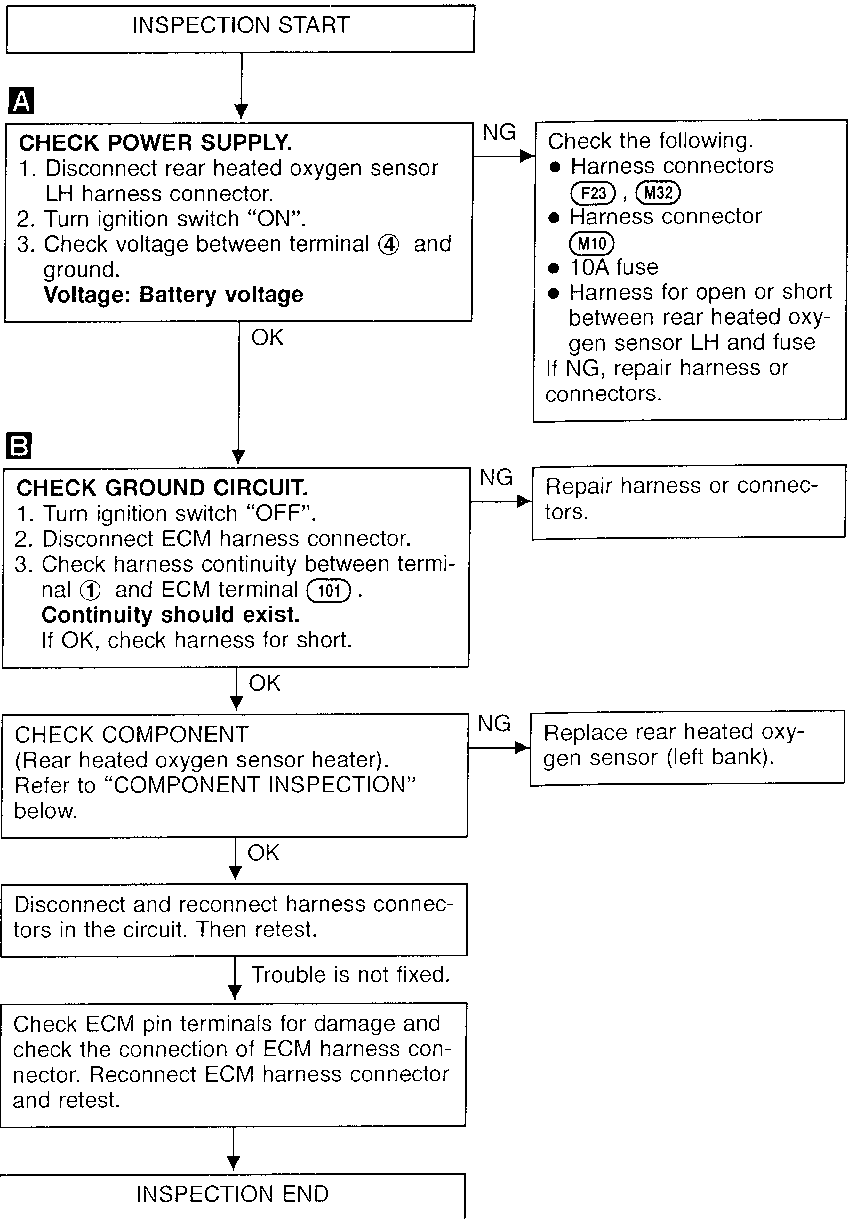 INSPECTION START
A
CHECK POWER SUPPLY.
1. Disconnect rear heated oxygen sensor
LH harness connector.
2. Turn ignition switch “ON”.
3. Check voltage between terminal ④ and
ground.
Voltage: Battery voltage
NG
Check the following.
● Harness connectors
F23 , M32
● Harness connector
M10
● 10A fuse
● Harness for open or short
between rear heated oxy-
gen sensor LH and fuse
If NG, repair harness or
connectors.
OK
B
CHECK GROUND CIRCUIT.
1. Turn ignition switch “OFF”.
2. Disconnect ECM harness connector.
3. Check harness continuity between termi-
nal ① and ECM terminal 101 .
Continuity should exist.
If OK, check harness for short.
NG
Repair harness or connec-
tors.
OK
CHECK COMPONENT
(Rear heated oxygen sensor heater).
Refer to “COMPONENT INSPECTION”
below.
NG
Replace rear heated oxy-
gen sensor (left bank).
OK
Disconnect and reconnect harness connec-
tors in the circuit. Then retest.
Trouble is not fixed.
Check ECM pin terminals for damage and
check the connection of ECM harness con-
nector. Reconnect ECM harness connector
and retest.
INSPECTION END